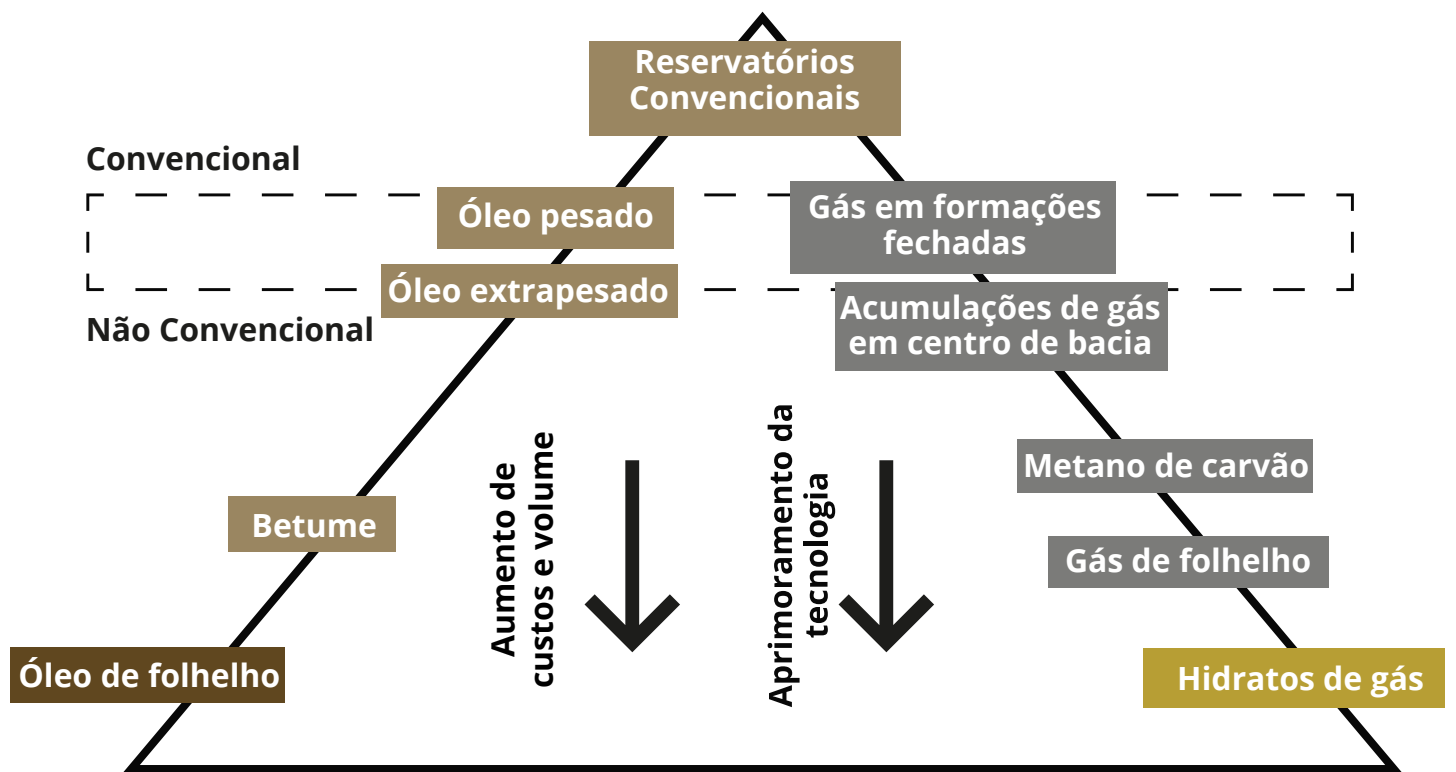 Reservatórios
Convencionais
Convencional
Óleo pesado
Gás em formações
fechadas
Óleo extrapesado
Acumulações de gás
em centro de bacia
Não Convencional
Aumento de
custos e volume
Aprimoramento da
tecnologia
Metano de carvão
Betume
Gás de folhelho
Óleo de folhelho
Hidratos de gás